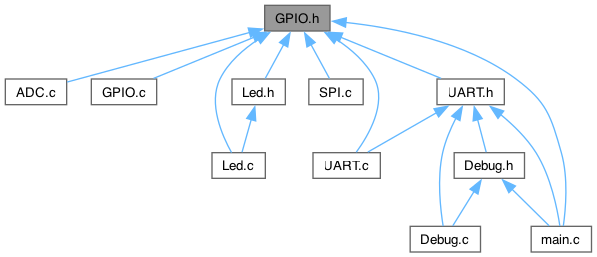 GPIO.h
ADC.c
GPIO.c
Led.h
SPI.c
UART.h
Led.c
UART.c
Debug.h
Debug.c
main.c